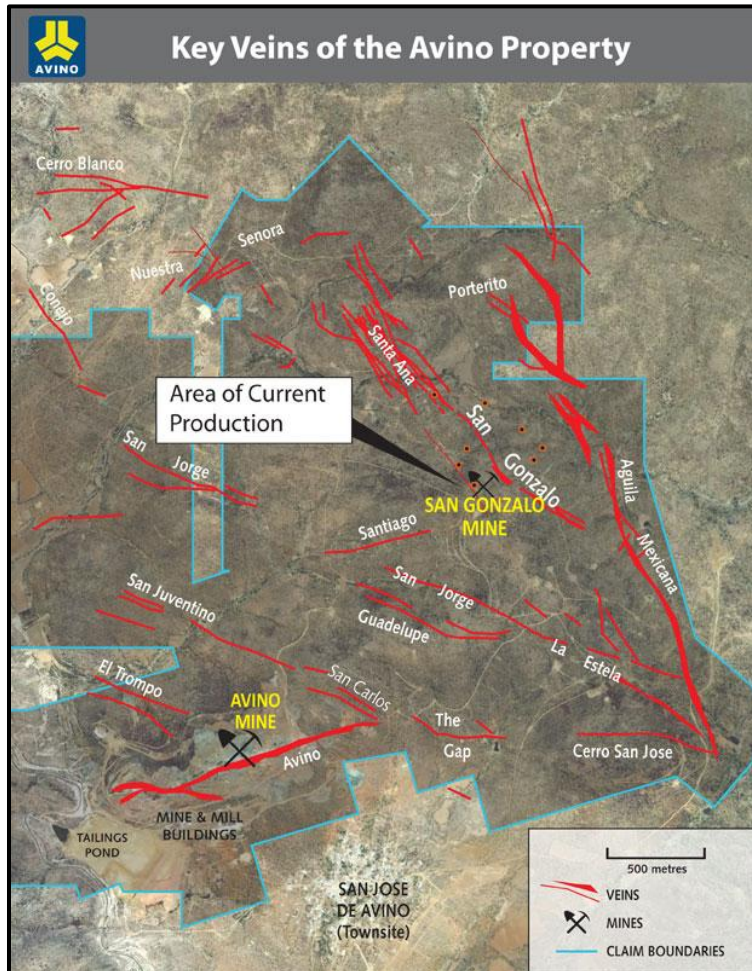 AVINO
Key Veins of the Avino Property
Cerro Blanco
Nuestra Senora
Conejo
Porterito
Santa Ana
Area of Current
Production
San Jorge
San Gonzalo
SAN GONZALO
MINE
Aguila Mexicana
Santiago
San Juventino
San Jorge
Guadelupe
La Estela
El Trompo
San Carlos
AVINO
MINE
Avino
The
Gap
Cerro San Jose
MINE & MILL
BUILDINGS
TAILINGS
POND
SAN JOSE
DE AVINO
(Townsite)
500 metres
VEINS
MINES
CLAIM BOUNDARIES